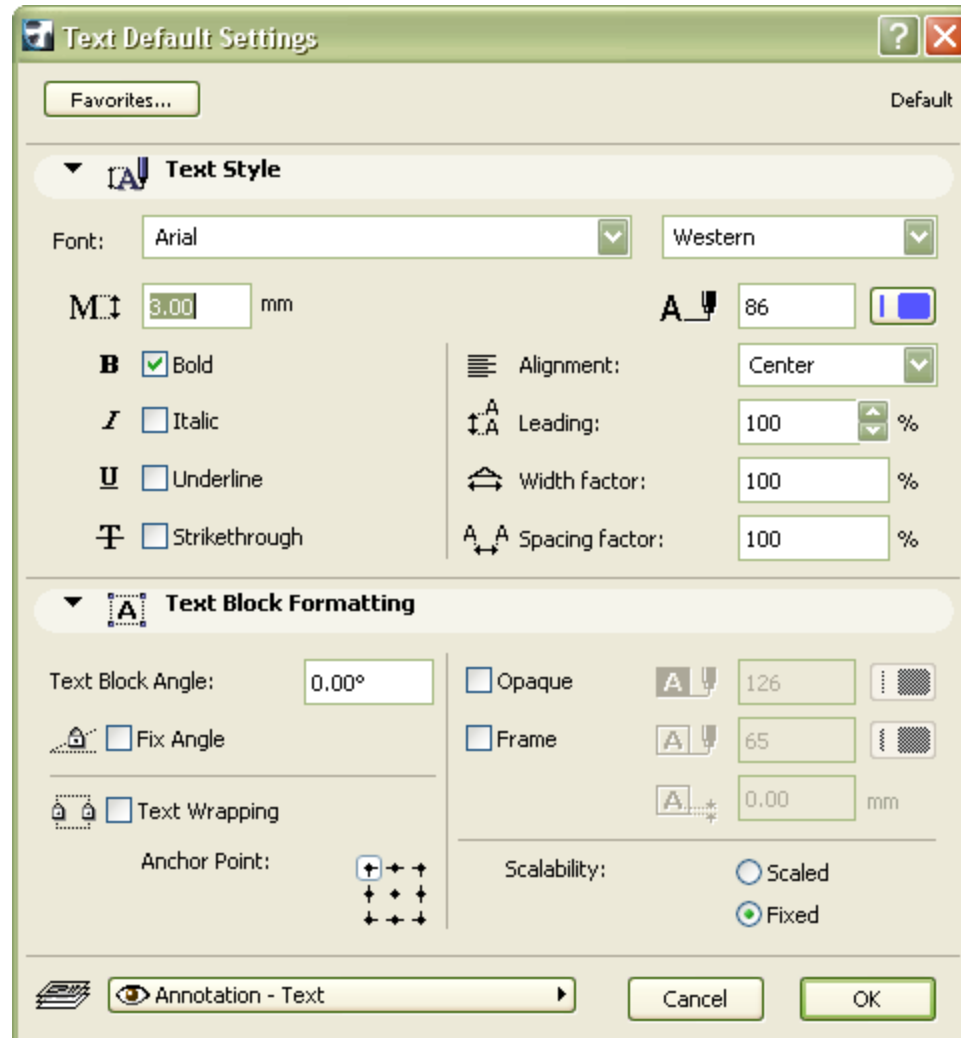 Text Default Settings
Favorites...
Default
Text Style
Font: Arial Western
M 3.00 mm A 86
B Bold Alignment: Center
I Italic A A Leading: 100 %
U Underline Width factor: 100 %
T Strikethrough A A Spacing factor: 100 %
A Text Block Formatting
Text Block Angle: 0.00° Opaque A 126
Fix Angle Frame A 65
Text Wrapping A 0.00 mm
Anchor Point: Scalability: Scaled
Fixed
Annotation - Text Cancel OK